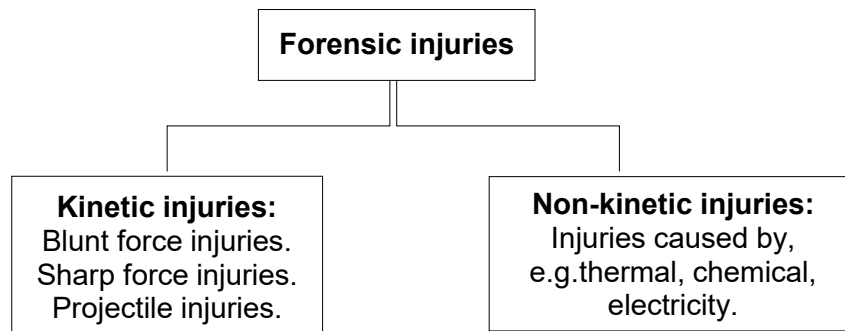 Forensic injuries
Kinetic injuries:
Blunt force injuries.
Sharp force injuries.
Projectile injuries.
Non-kinetic injuries:
Injuries caused by,
e.g.thermal, chemical,
electricity.